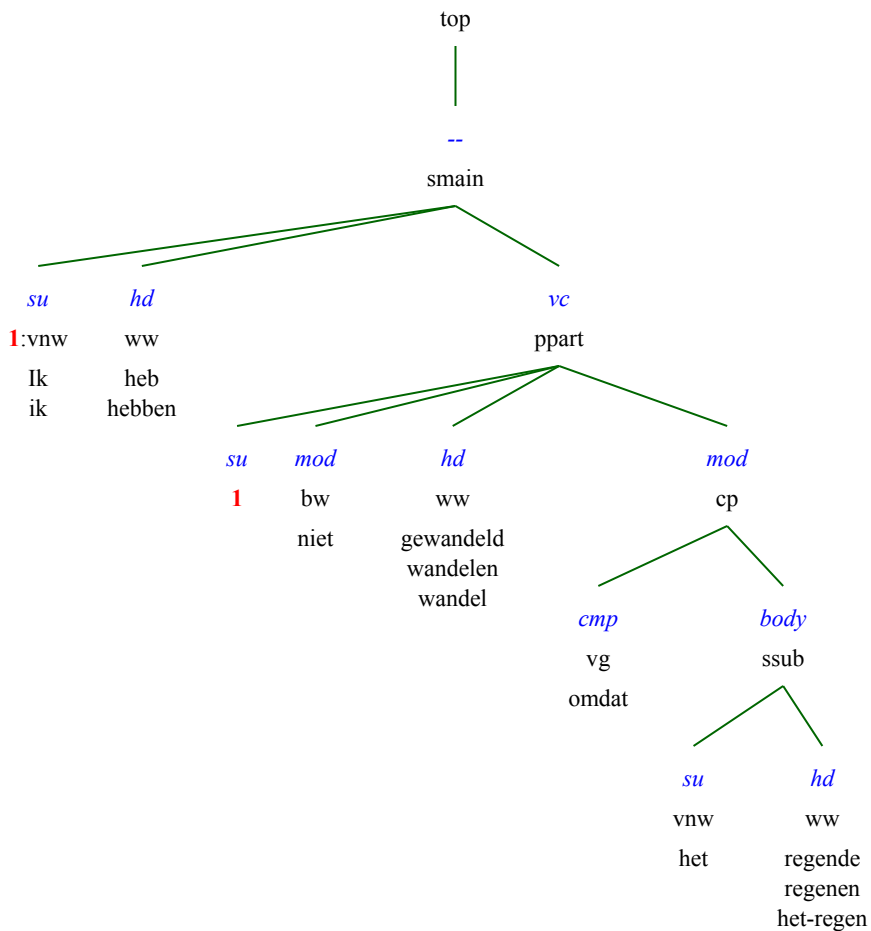 top
--
smain
su hd vc
1:vnw ww ppart
Ik heb
ik hebben
su mod hd mod
1 bw ww cp
niet gewandeld
wandelen
wandel
cmp body
vg ssub
omdat
su hd
vnw ww
het regende
regenen
het-regen